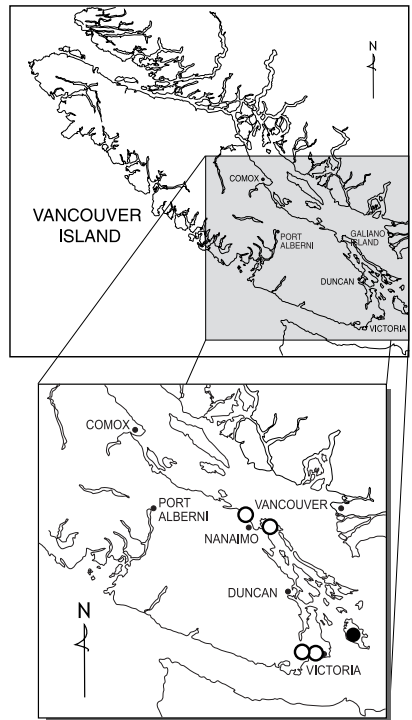 N
COMOX
VANCOUVER
ISLAND
PORT
ALBERNI
GALIANO
ISLAND
DUNCAN
VICTORIA
COMOX
PORT
ALBERNI
VANCOUVER
NANAIMO
DUNCAN
N
VICTORIA